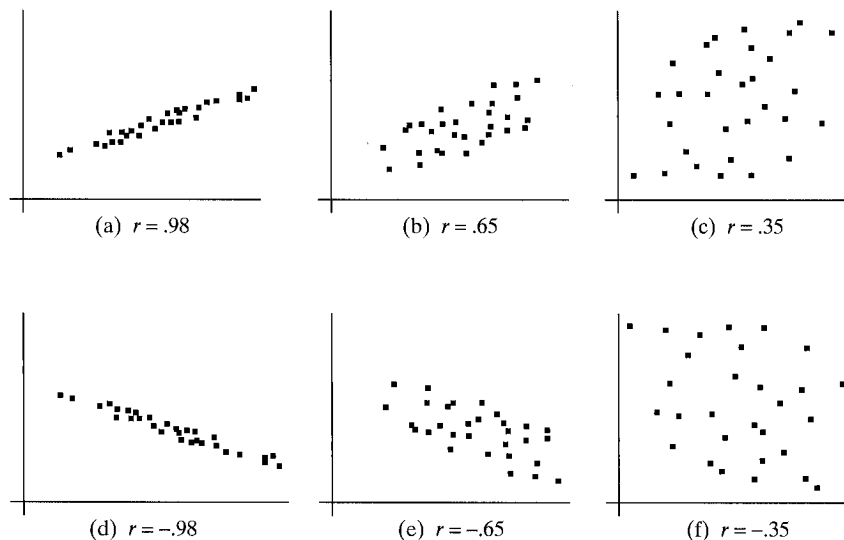 (a) r = .98
(b) r = .65
(c) r = .35
(d) r = –.98
(e) r = –.65
(f) r = –.35